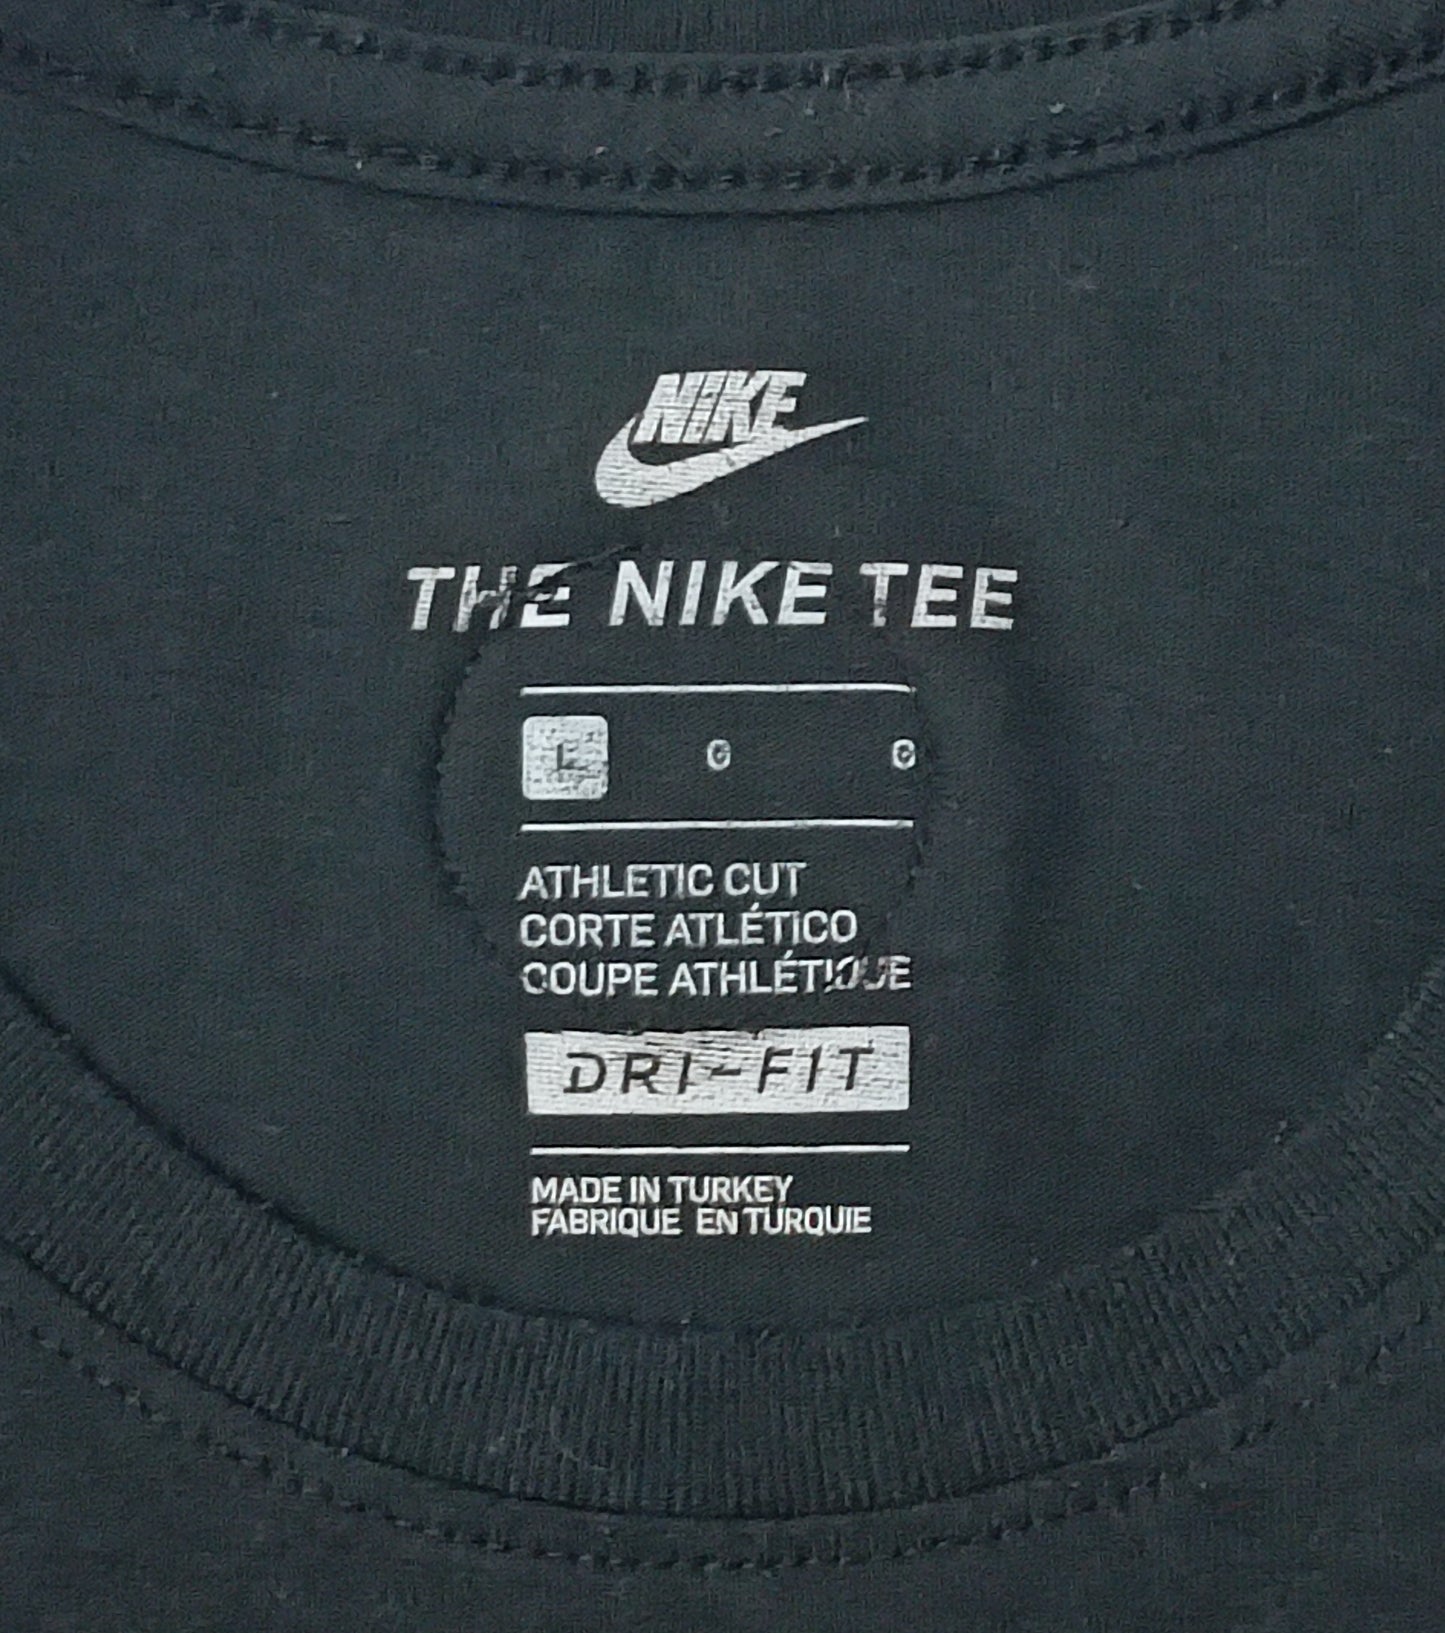 NIKE
THE NIKE TEE
L G G
ATHLETIC CUT
CORTE ATLÉTICO
COUPE ATHLÉTIQUE
DRI-FIT
MADE IN TURKEY
FABRIQUE EN TURQUIE